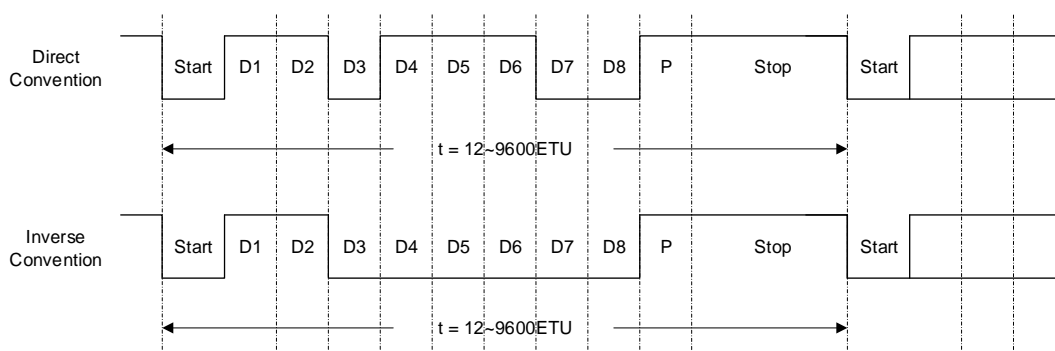 Direct
Convention
Start D1 D2 D3 D4 D5 D6 D7 D8 P Stop Start
t = 12~9600ETU
Inverse
Convention
Start D1 D2 D3 D4 D5 D6 D7 D8 P Stop Start
t = 12~9600ETU